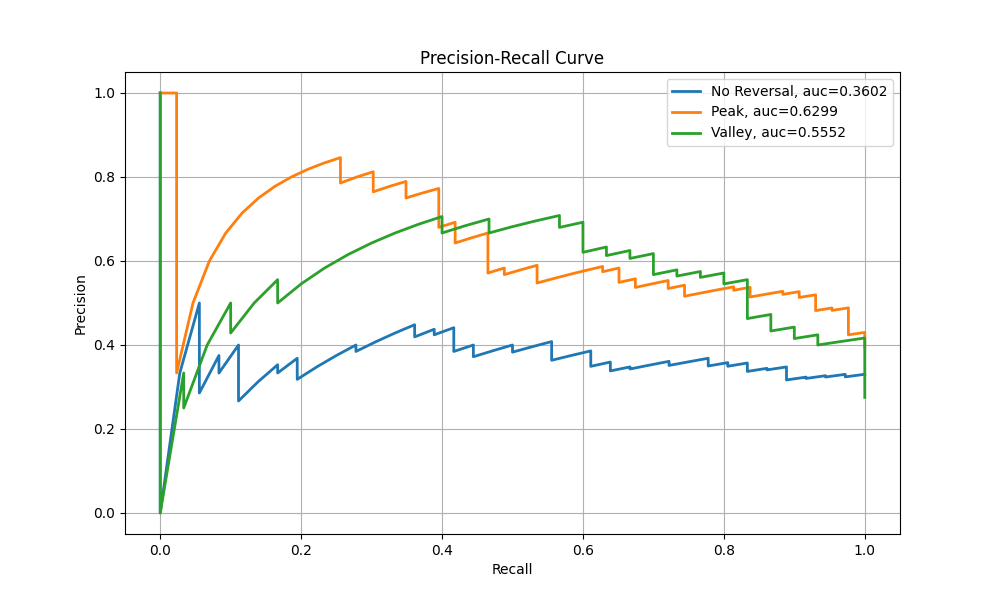 Precision-Recall Curve
No Reversal, auc=0.3602
Peak, auc=0.6299
Valley, auc=0.5552
Precision
1.0
0.8
0.6
0.4
0.2
0.0
0.0 0.2 0.4 0.6 0.8 1.0
Recall